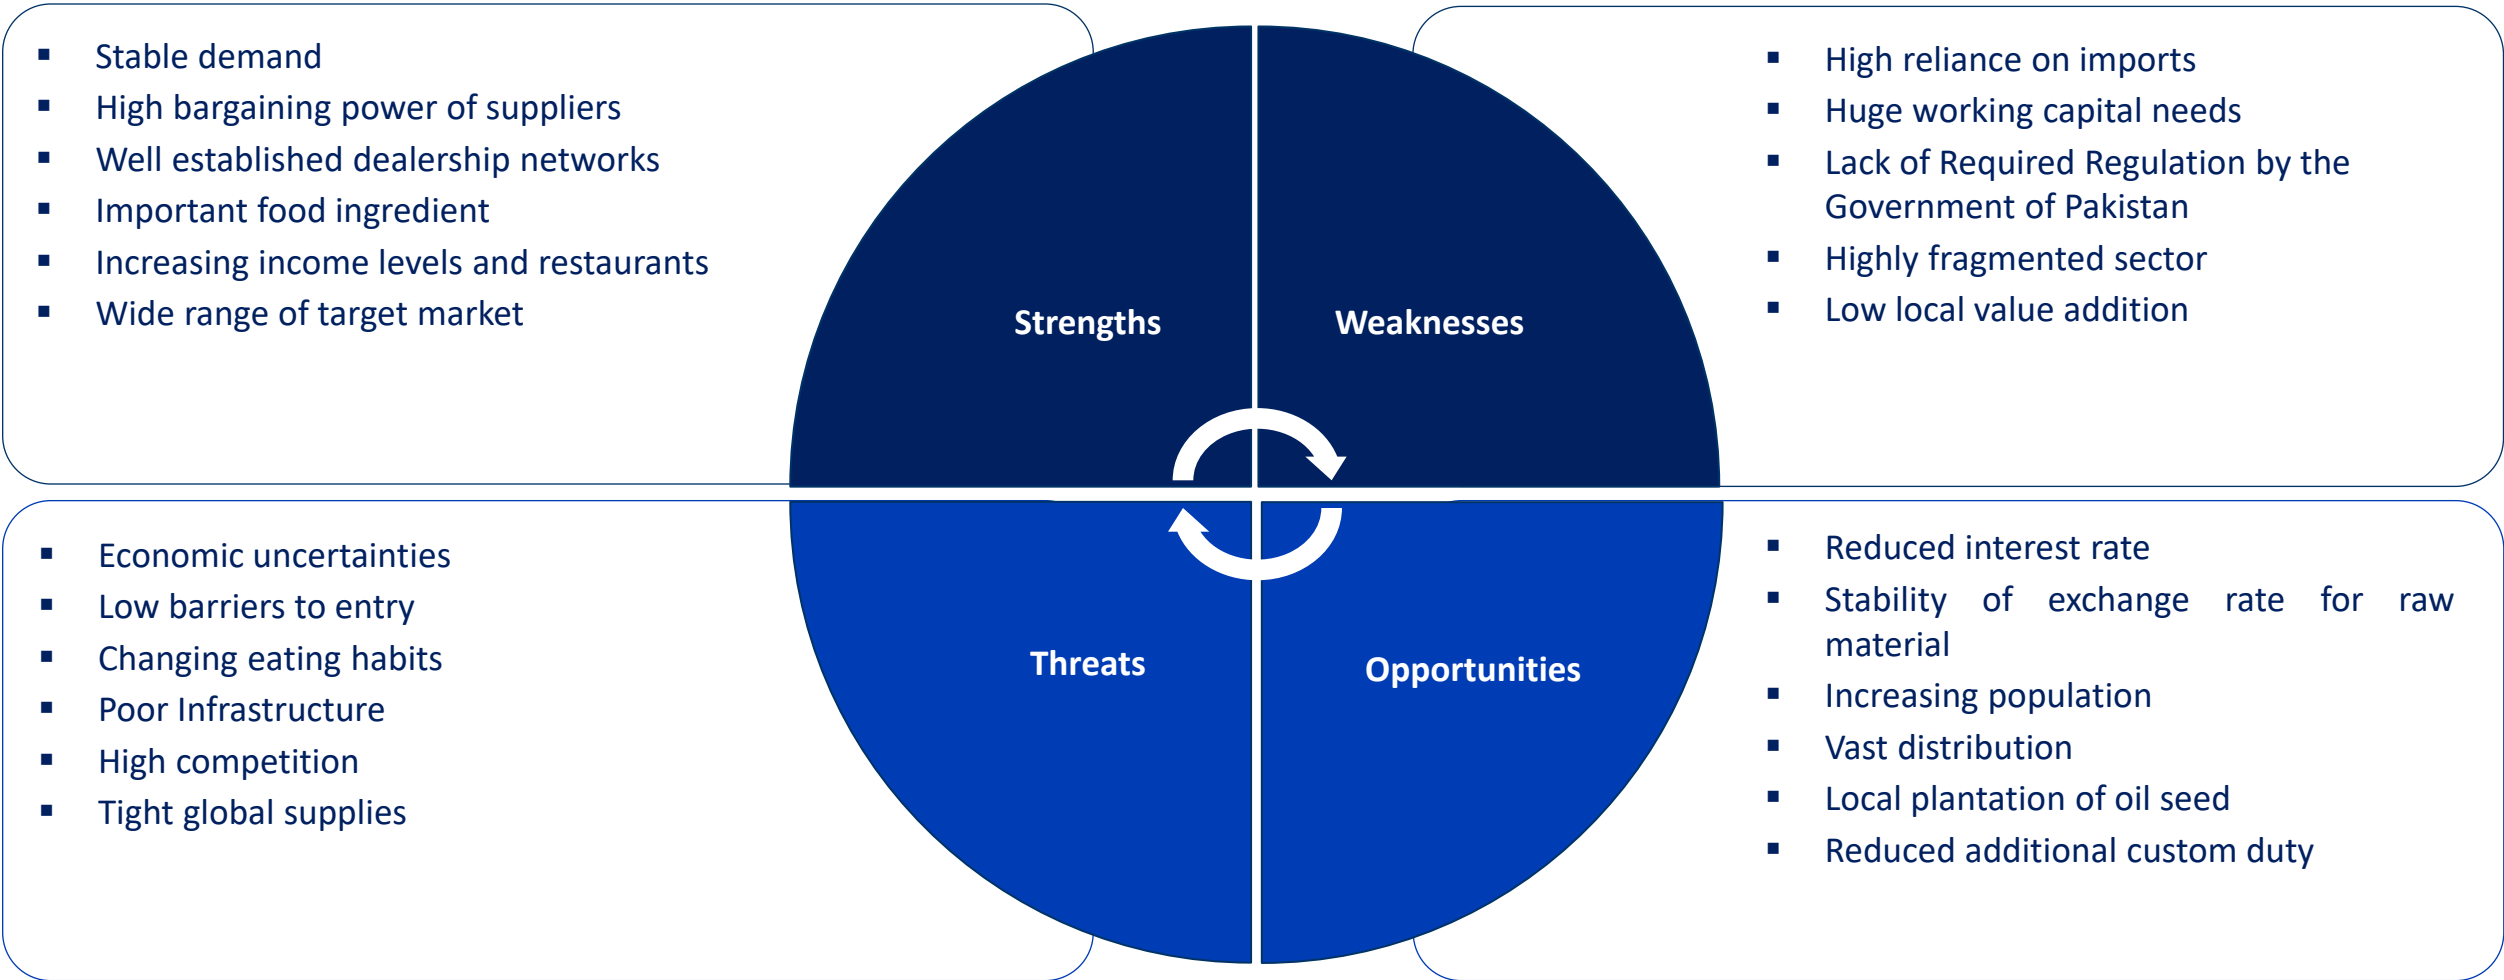 Stable demand
High bargaining power of suppliers
Well established dealership networks
Important food ingredient
Increasing income levels and restaurants
Wide range of target market
Strengths
Weaknesses
High reliance on imports
Huge working capital needs
Lack of Required Regulation by the
Government of Pakistan
Highly fragmented sector
Low local value addition
Economic uncertainties
Low barriers to entry
Changing eating habits
Poor Infrastructure
High competition
Tight global supplies
Threats
Opportunities
Reduced interest rate
Stability of exchange rate for raw
material
Increasing population
Vast distribution
Local plantation of oil seed
Reduced additional custom duty